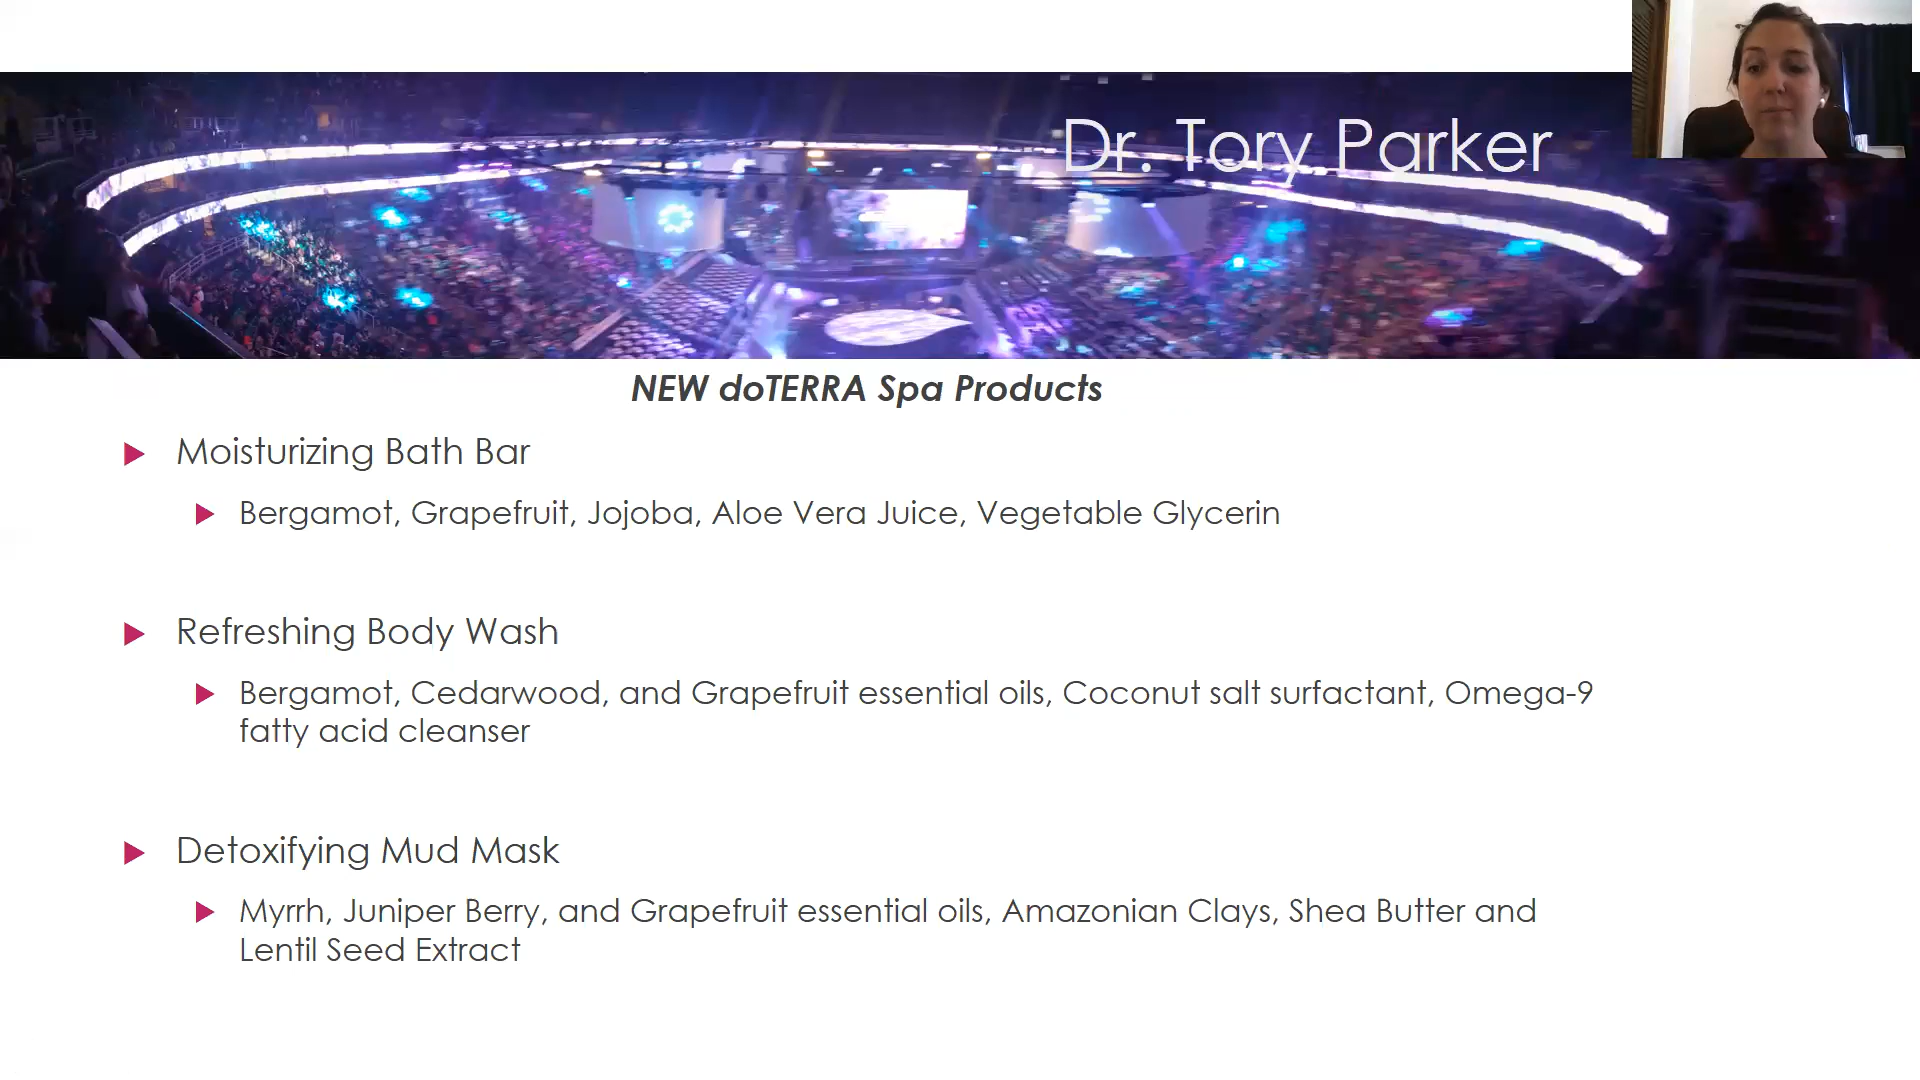 Dr. Tory Parker
NEW doTERRA Spa Products
Moisturizing Bath Bar
Bergamot, Grapefruit, Jojoba, Aloe Vera Juice, Vegetable Glycerin
Refreshing Body Wash
Bergamot, Cedarwood, and Grapefruit essential oils, Coconut salt surfactant, Omega-9
fatty acid cleanser
Detoxifying Mud Mask
Myrrh, Juniper Berry, and Grapefruit essential oils, Amazonian Clays, Shea Butter and
Lentil Seed Extract